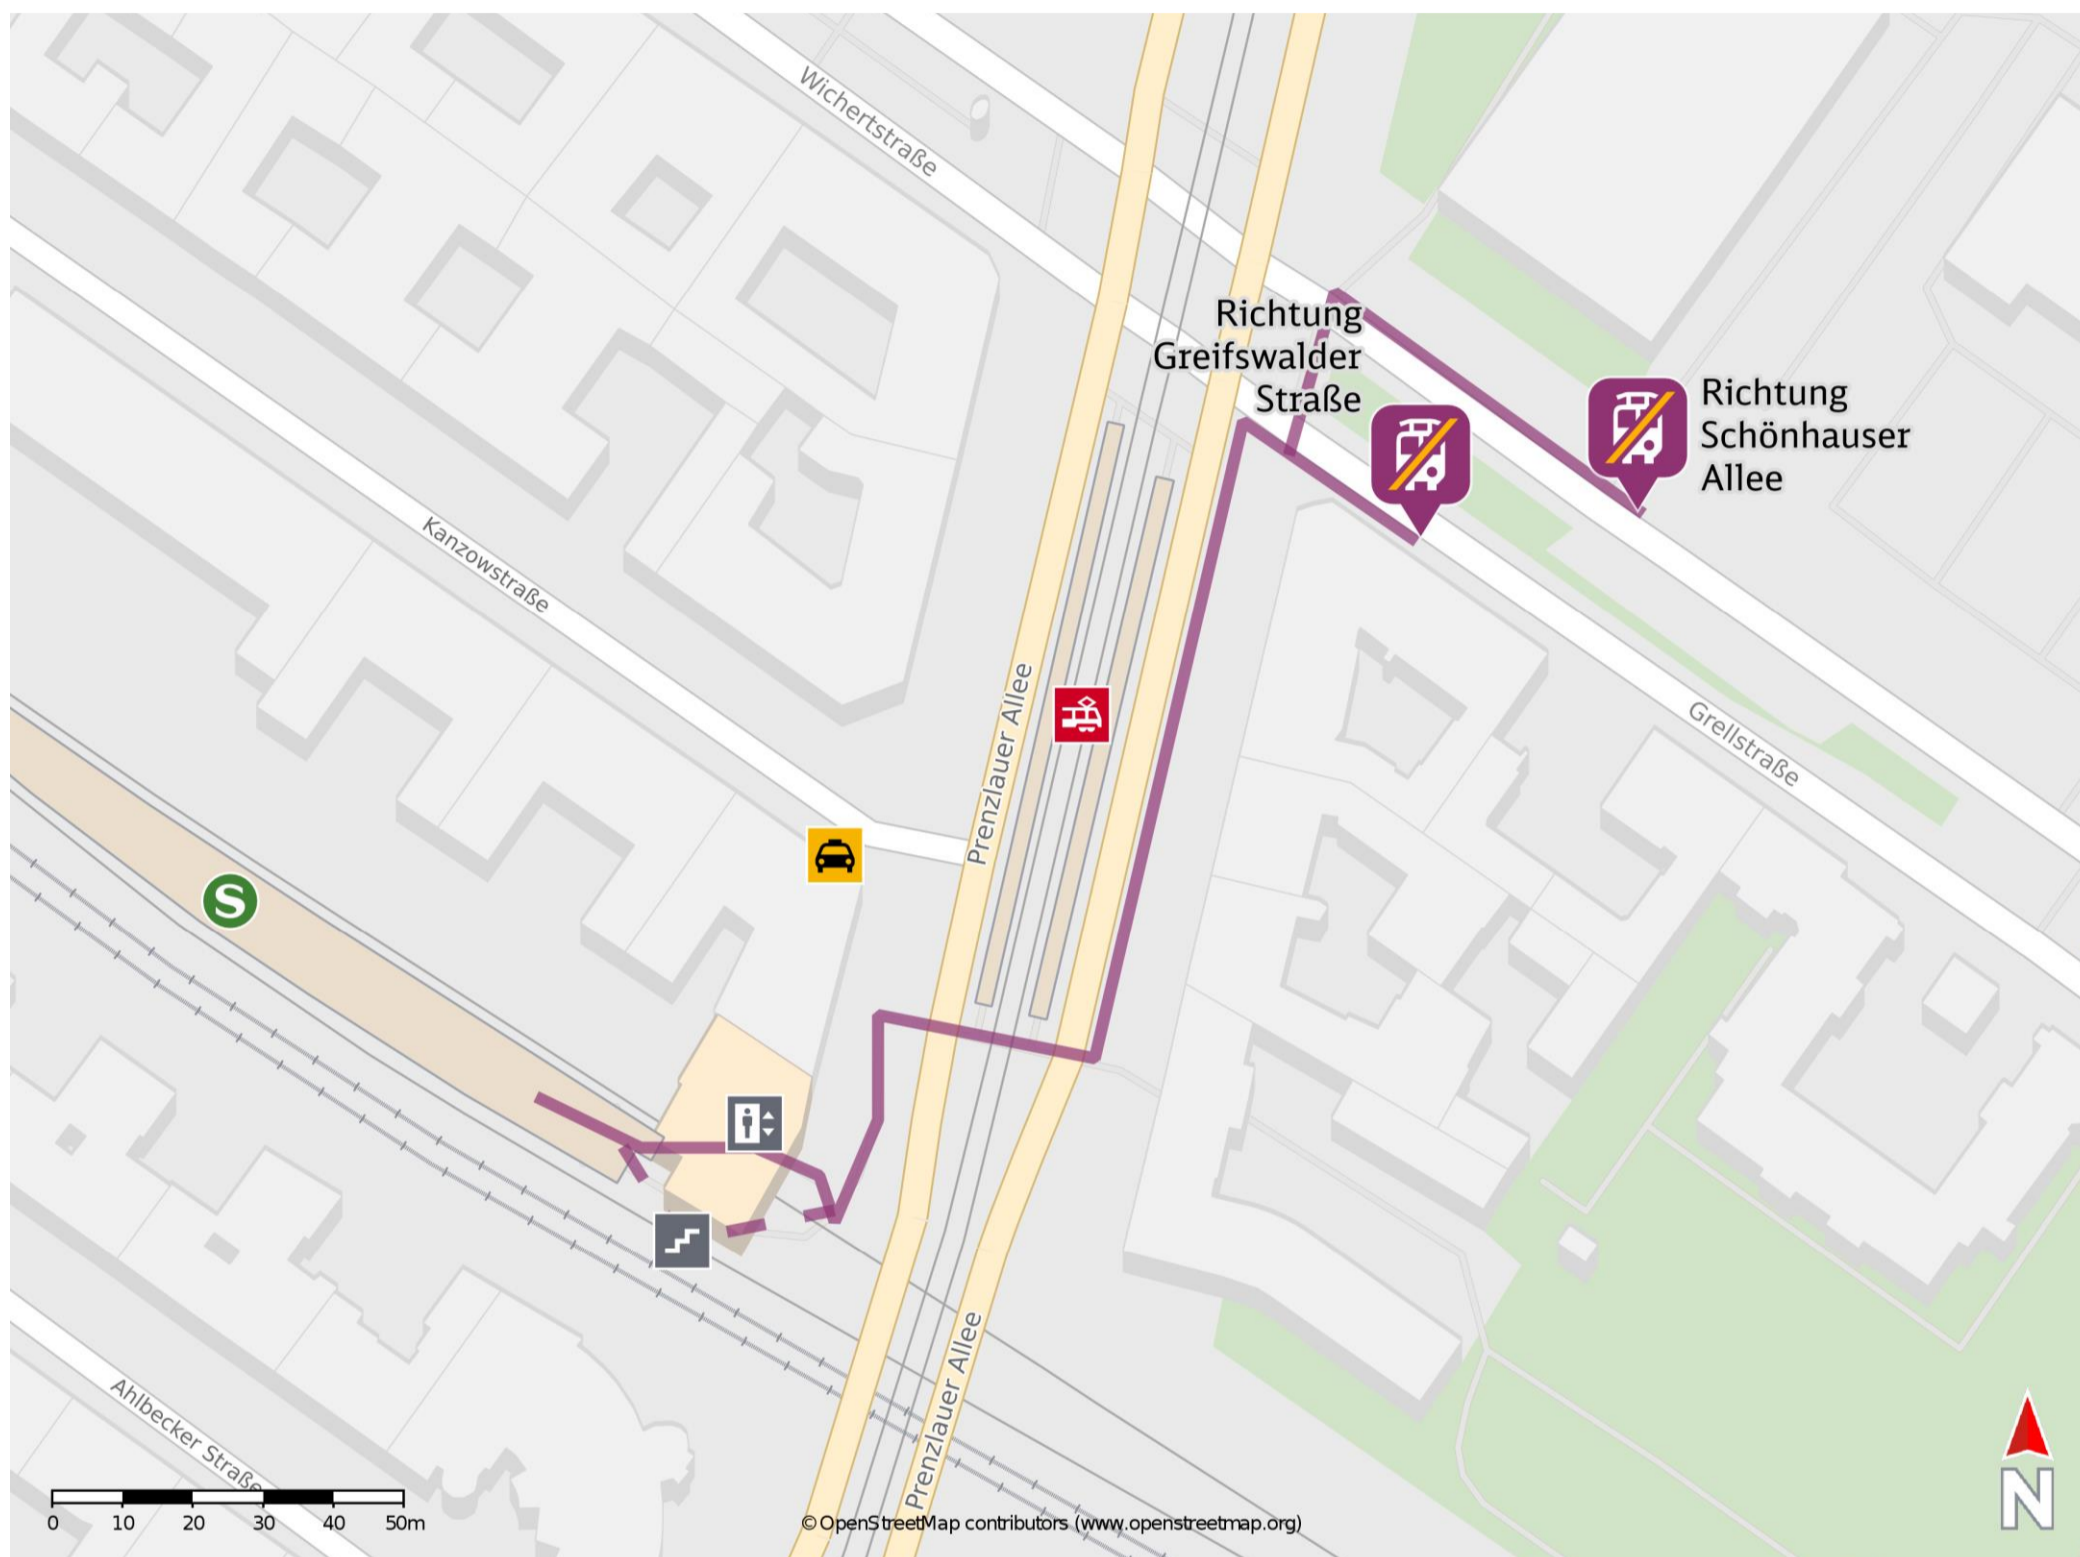 Wichertstraße
Richtung
Greifswalder
Straße
Richtung
Schönhauser
Allee
Kanzowstraße
Prenzlauer Allee
Grellstraße
S
Prenzlauer Allee
Ahlbecker Straße
0 10 20 30 40 50m
© OpenStreetMap contributors (www.openstreetmap.org)
N